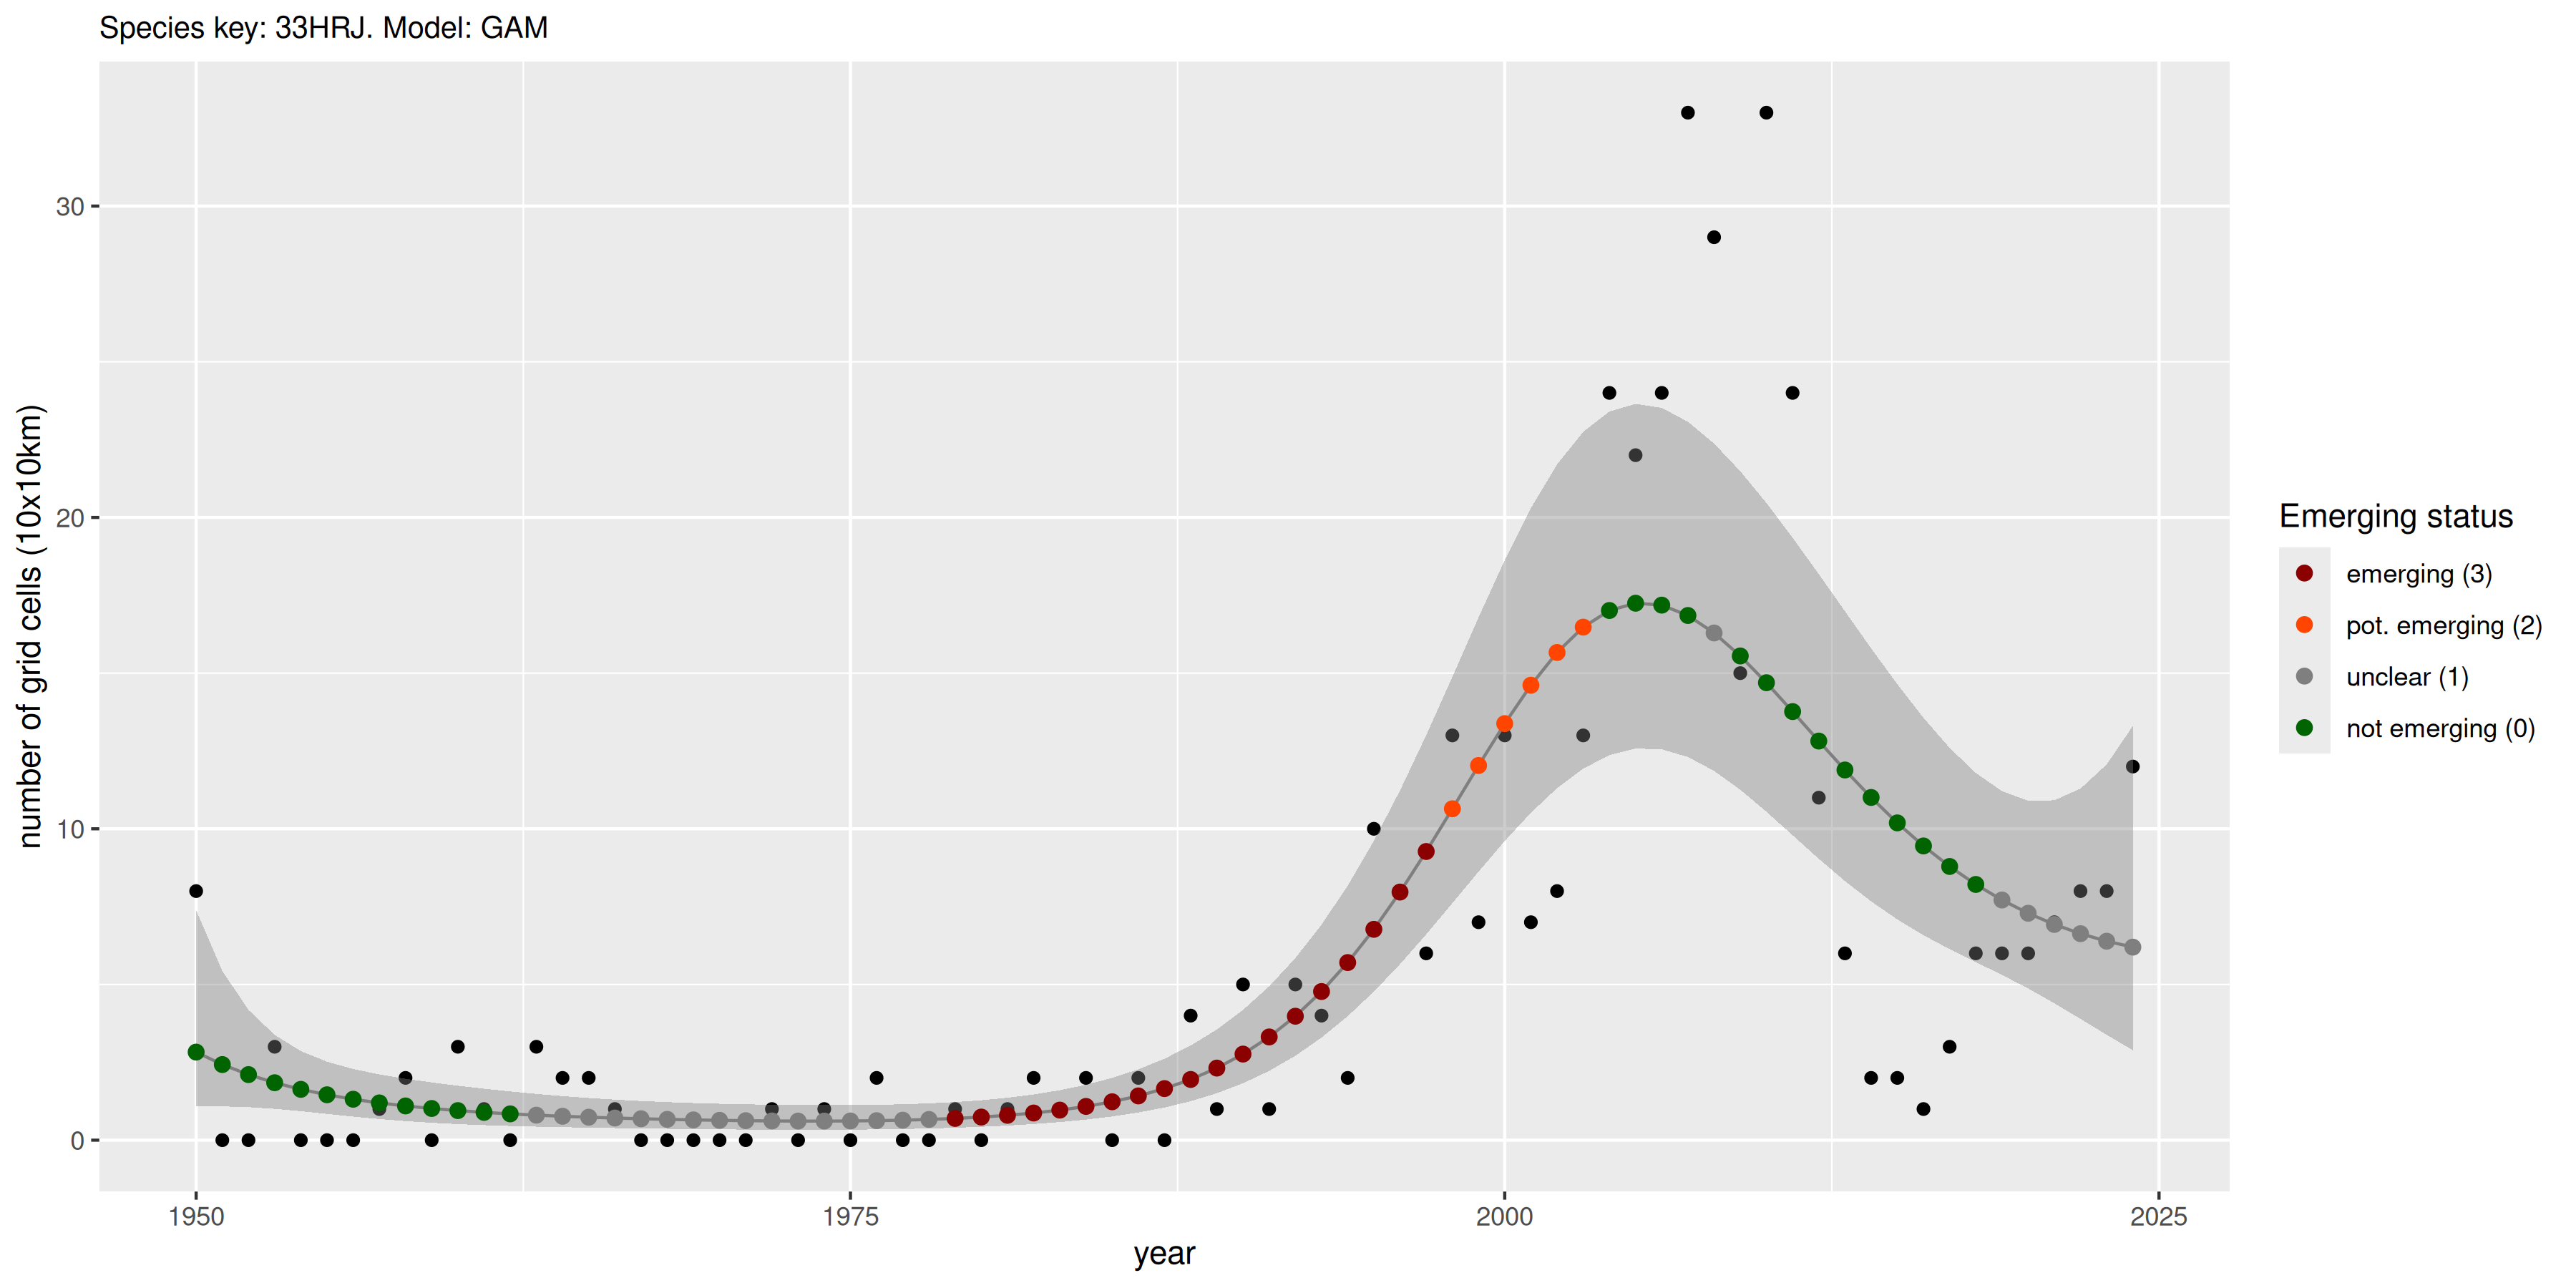 Species key: 33HRJ. Model: GAM
number of grid cells (10x10km)
30
20
10
0
1950
1975
2000
2025
year
Emerging status
emerging (3)
pot. emerging (2)
unclear (1)
not emerging (0)